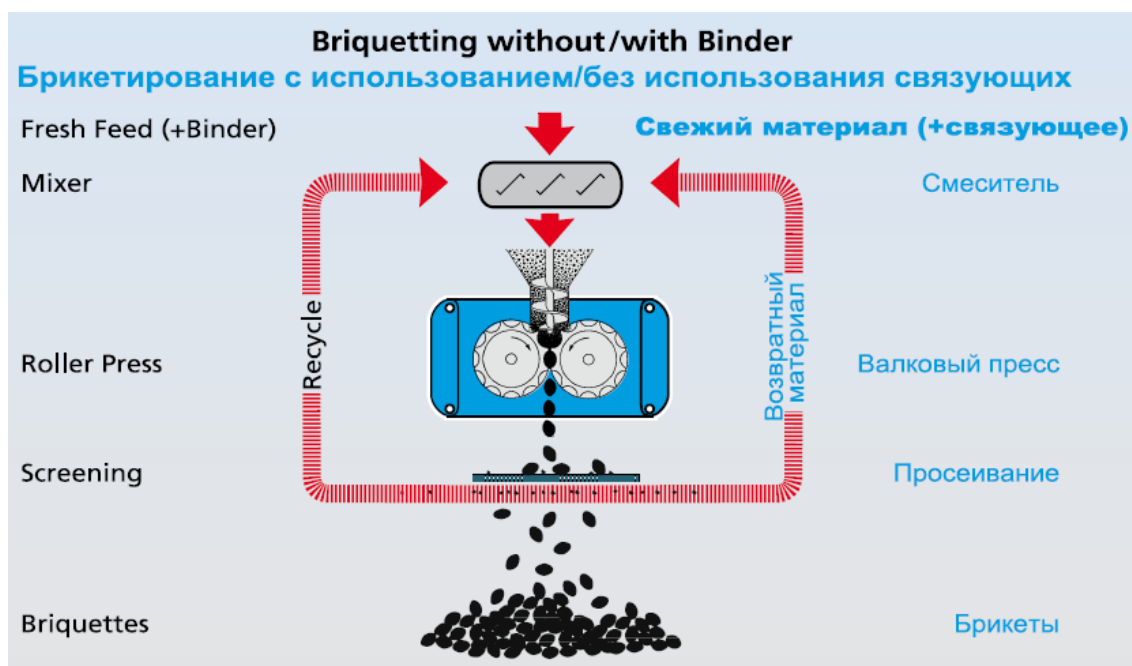 Briquetting without/with Binder
Брикетирование с использованием/без использования связующих
Fresh Feed (+Binder)
Свежий материал (+связующее)
Mixer
Смеситель
Recycle
Возвратный
материал
Roller Press
Валковый пресс
Screening
Просеивание
Briquettes
Брикеты